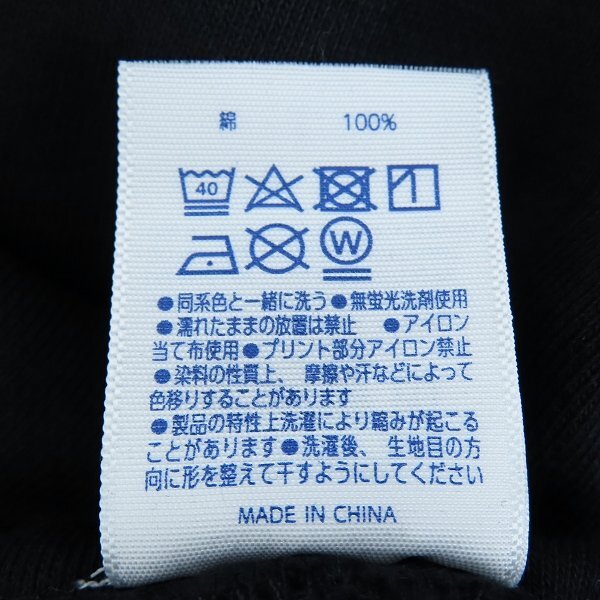 綿 100%
40
W
●同系色と一緒に洗う●無蛍光洗剤使用
●濡れたままの放置は禁止 ●アイロン
当て布使用●プリント部分アイロン禁止
●染料の性質上、摩擦や汗などによって
色移りすることがあります
●製品の特性上洗濯により縮みが起こる
ことがあります●洗濯後、生地目の方
向に形を整えて干すようにしてください
MADE IN CHINA